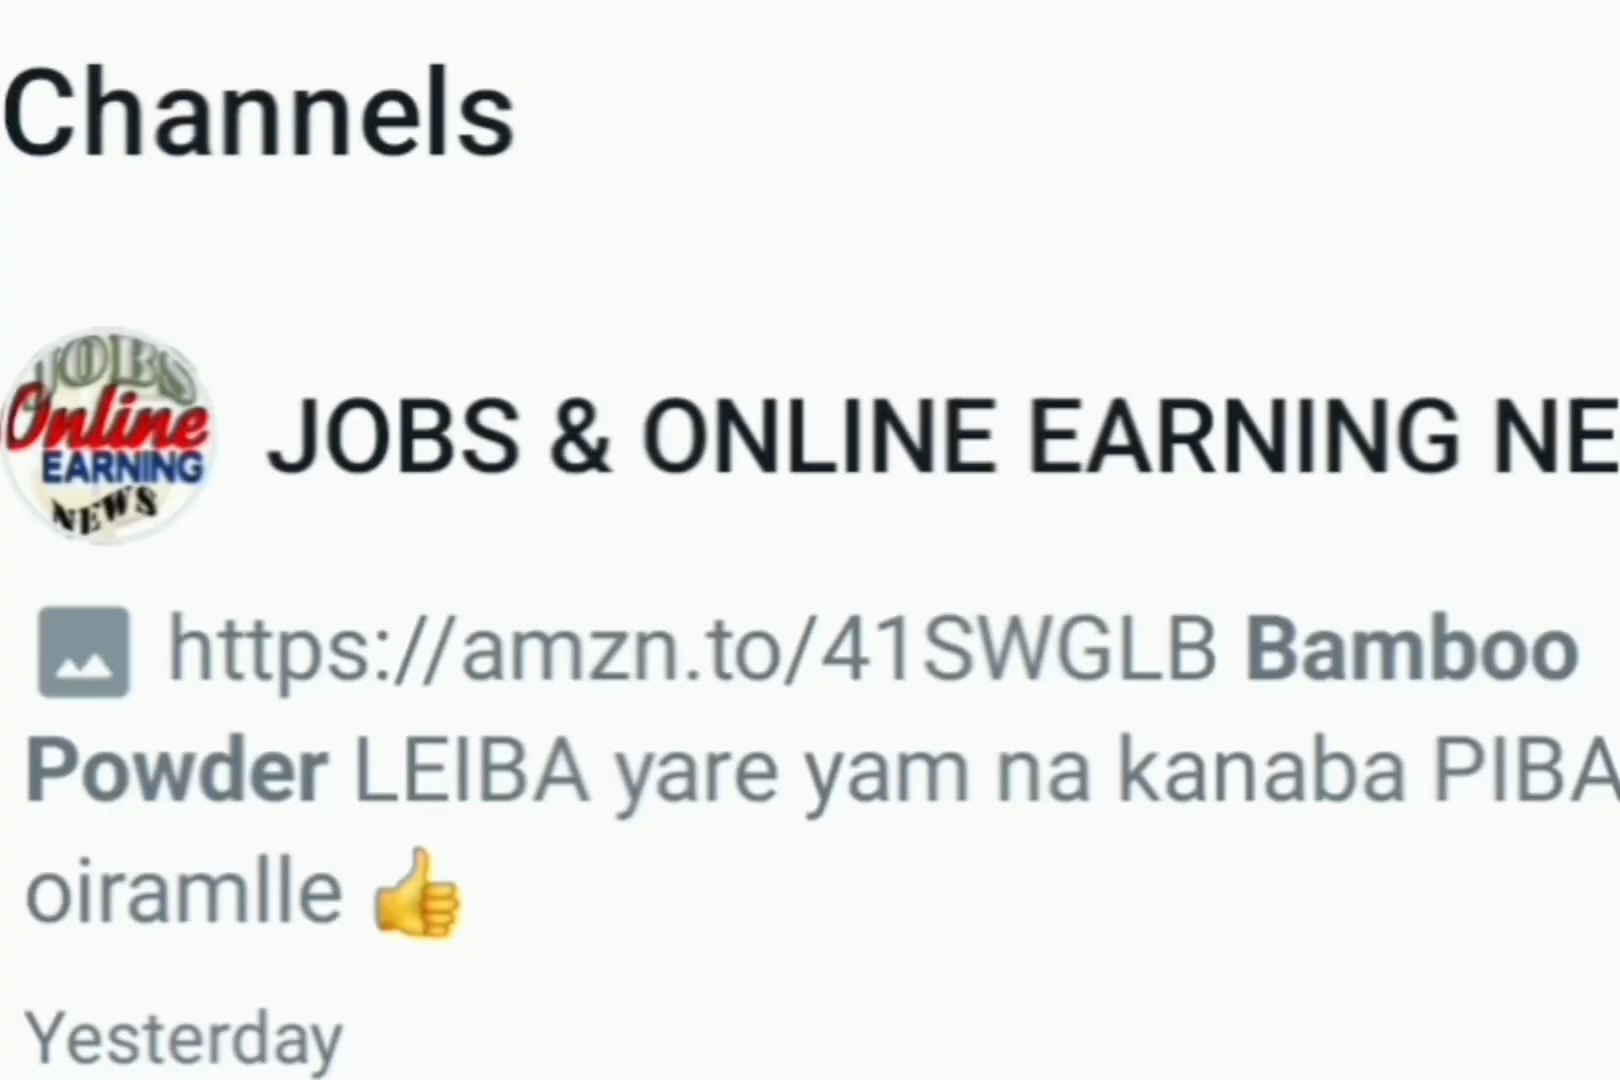 Channels
JOBS
Online
EARNING
NEWS
JOBS & ONLINE EARNING NE
https://amzn.to/41SWGLB Bamboo
Powder LEIBA yare yam na kanaba PIBA
oiramlle 👍
Yesterday